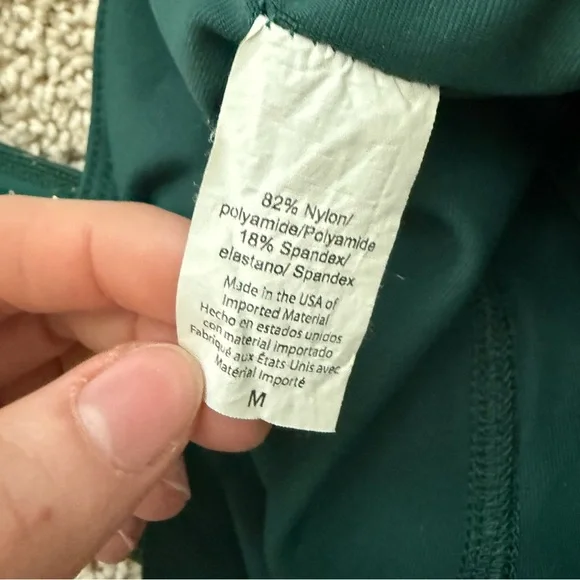 82% Nylon/
polyamide/Polyamide
18% Spandex/
elastano/ Spandex
Made in the USA of
Imported Material
Hecho en estados unidos
con material importado
Fabriqué aux États-Unis avec
Matérial Importé
M